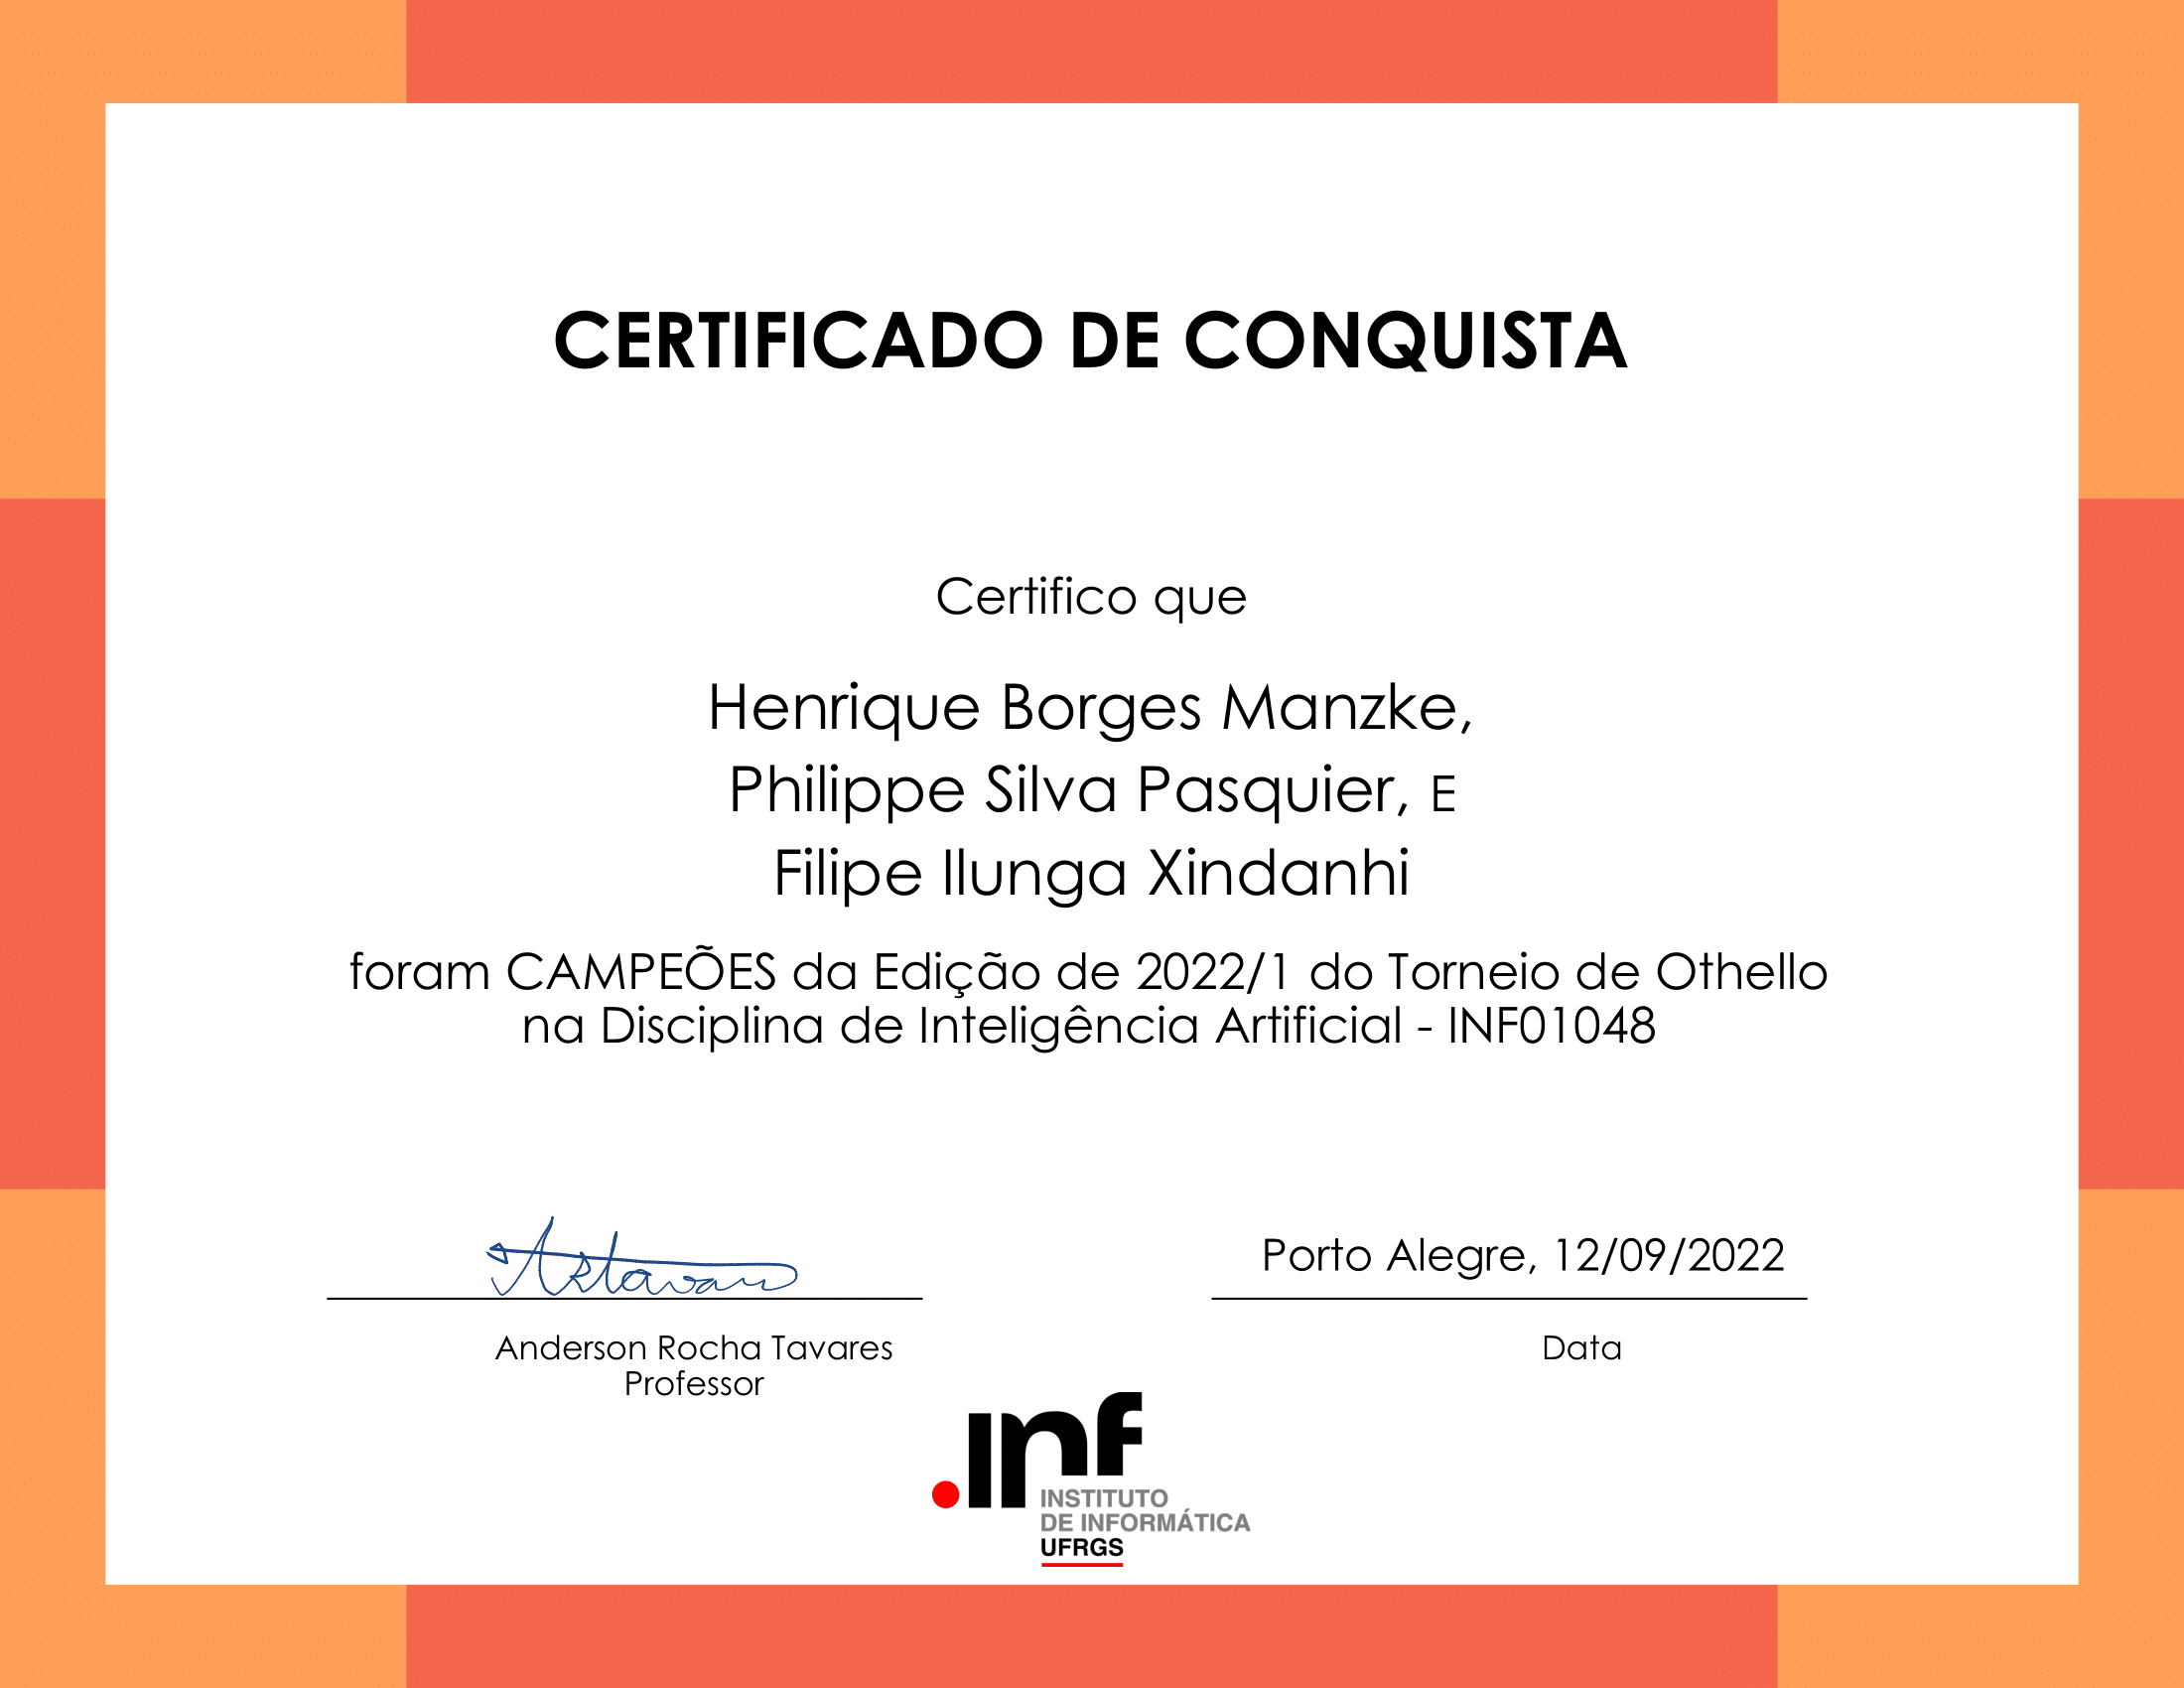 CERTIFICADO DE CONQUISTA
Certifico que
Henrique Borges Manzke,
Philippe Silva Pasquier, E
Filipe Ilunga Xindanhi
foram CAMPEÕES da Edição de 2022/1 do Torneio de Othello
na Disciplina de Inteligência Artificial - INF01048
Porto Alegre, 12/09/2022
Anderson Rocha Tavares
Professor
Data
.inf
INSTITUTO
DE INFORMÁTICA
UFRGS